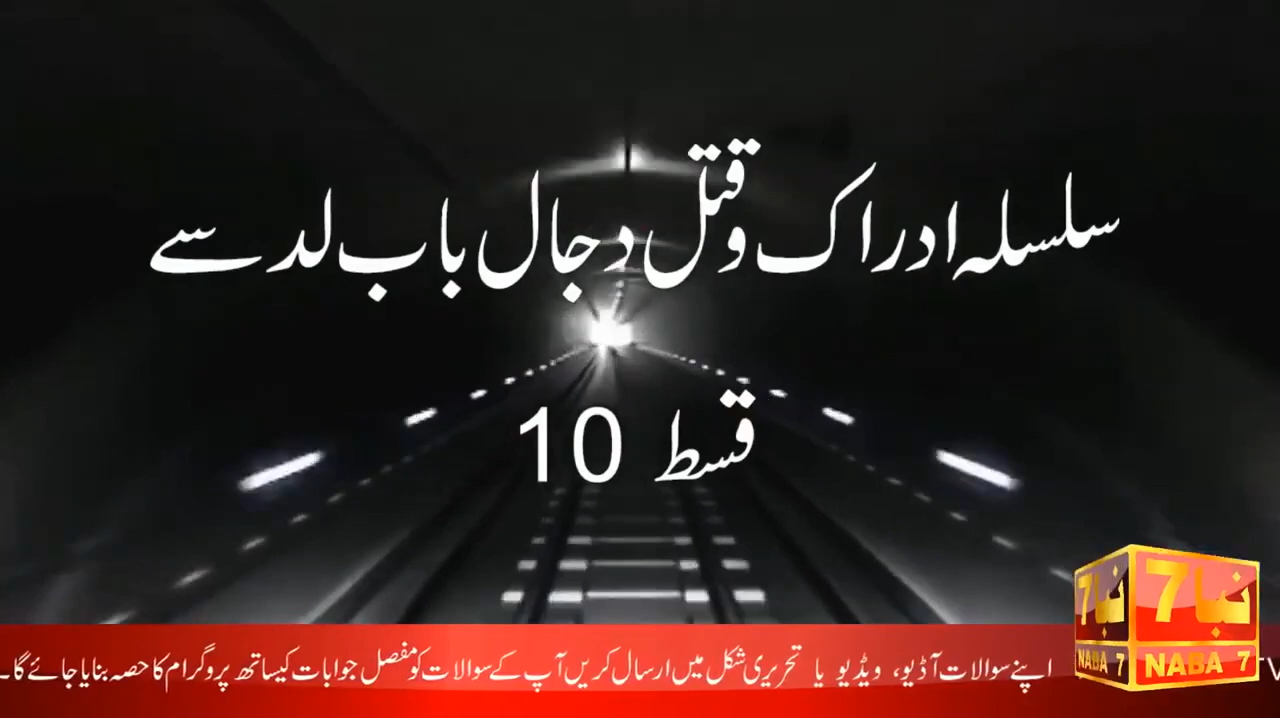 سلسلہ ادراک و قتل دجال باب لد سے
قسط 10
نبا 7
NABA 7
نبا 7
NABA 7
اپنے سوالات آڈیو، ویڈیو یا تحریری شکل میں ارسال کریں آپ کے سوالات کو مفصل جوابات کیساتھ پروگرام کا حصہ بنایا جائے گا۔